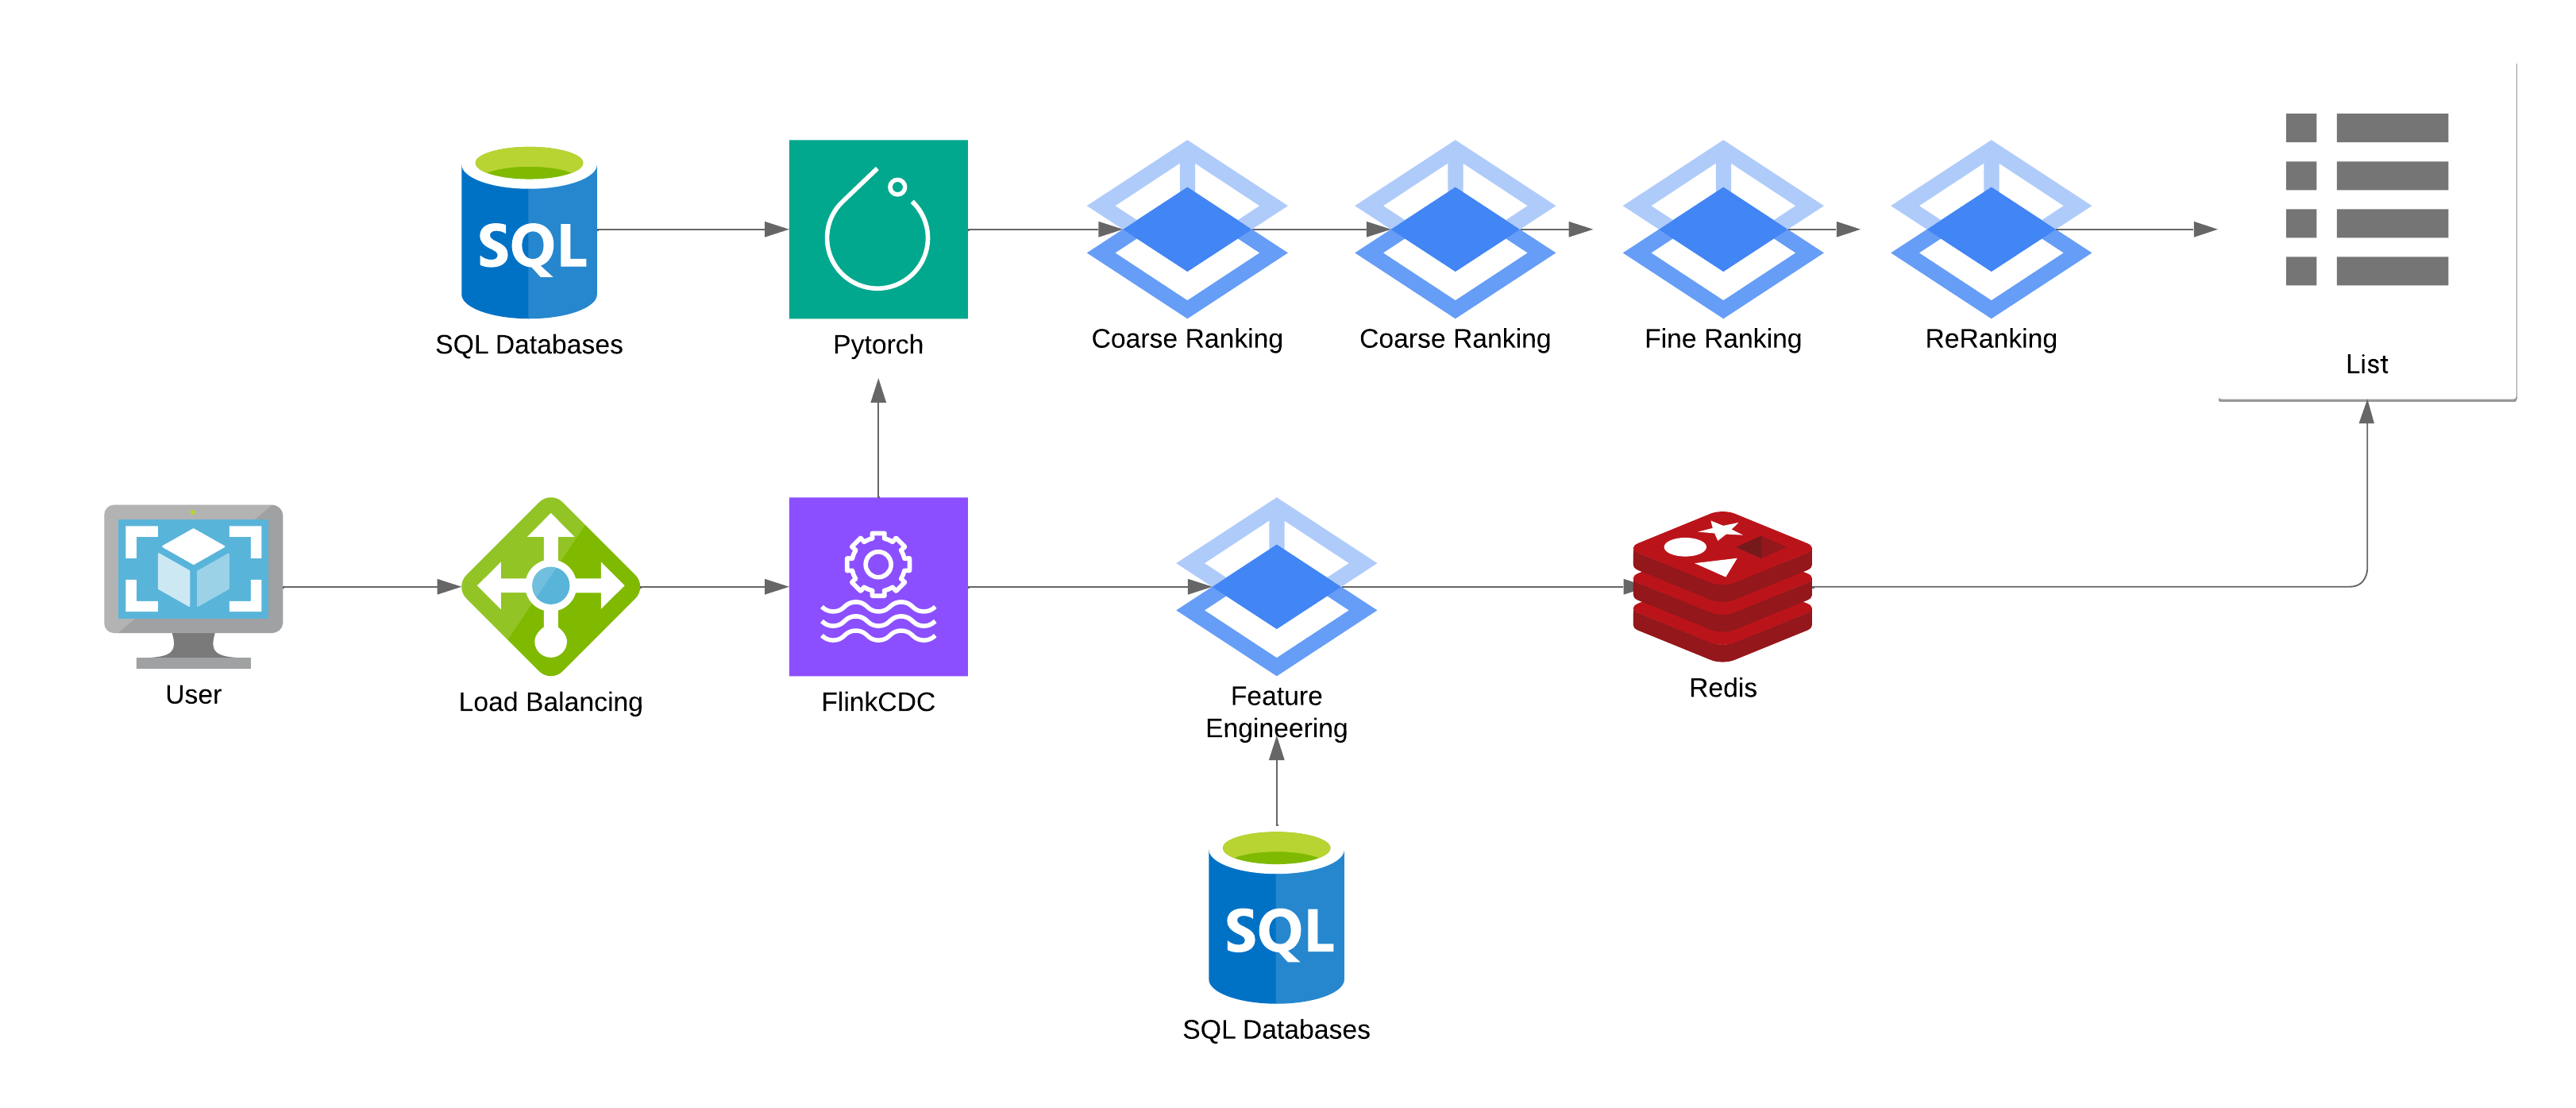 SQL
SQL Databases
Pytorch
Coarse Ranking
Coarse Ranking
Fine Ranking
ReRanking
List
User
Load Balancing
FlinkCDC
Feature
Engineering
Redis
SQL
SQL Databases